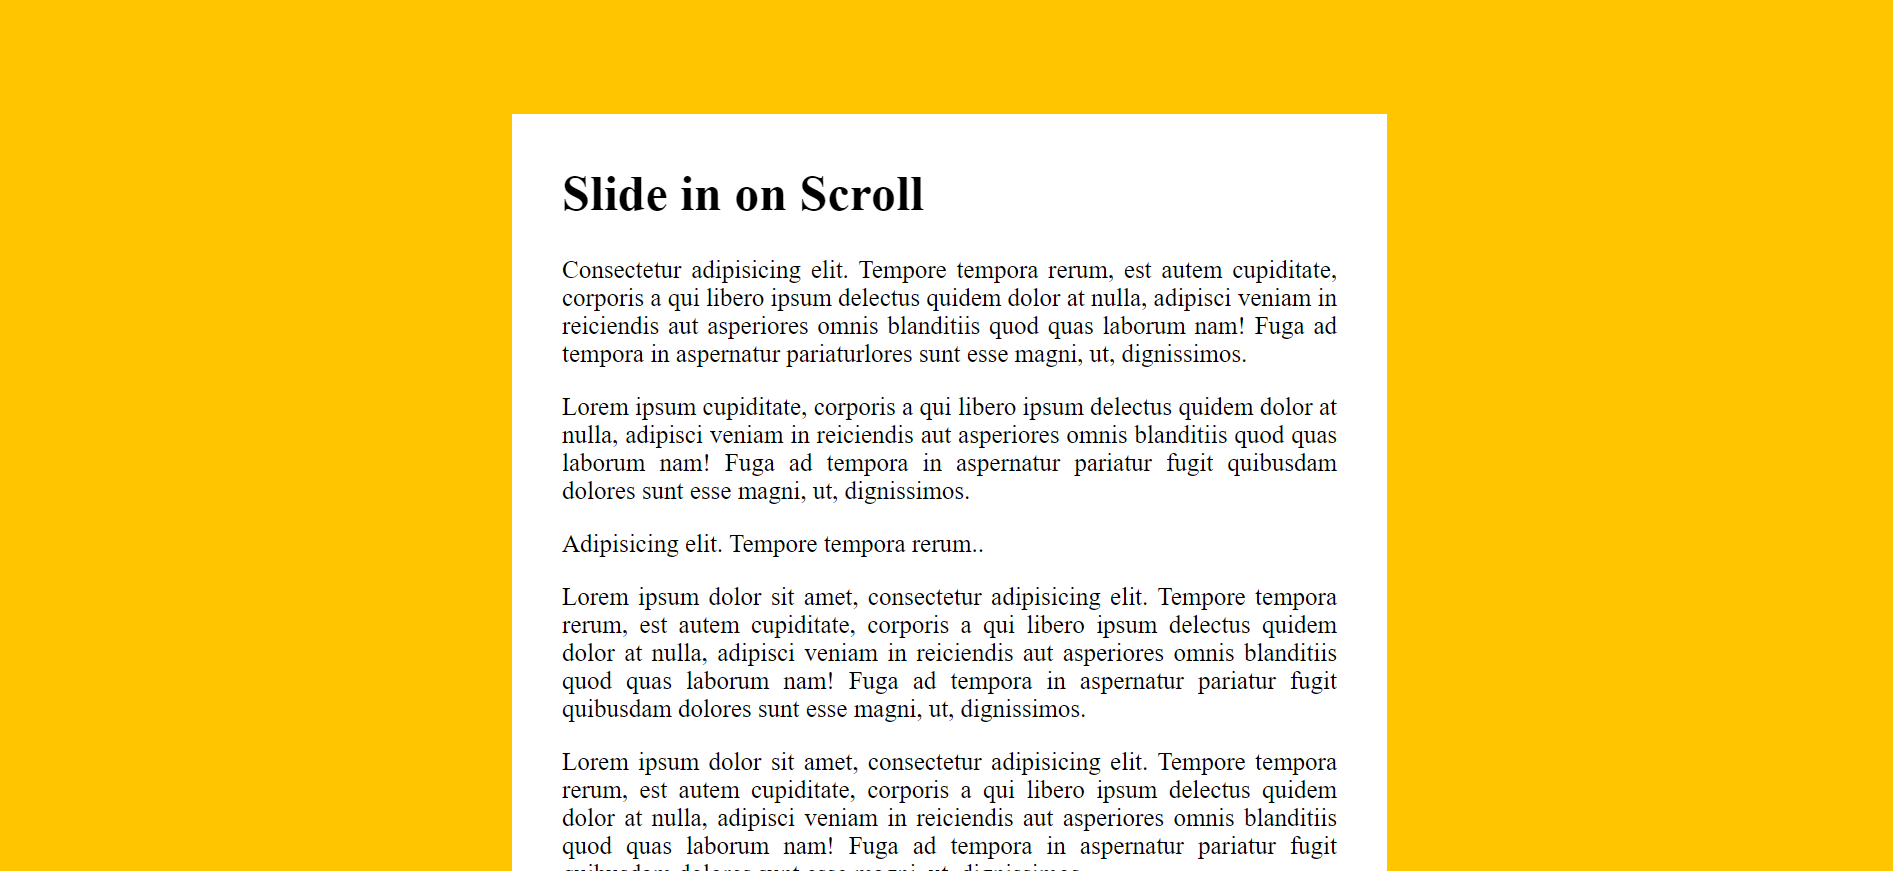 Slide in on Scroll
Consectetur adipisicing elit. Tempore tempora rerum, est autem cupiditate,
corporis a qui libero ipsum delectus quidem dolor at nulla, adipisci veniam in
reiciendis aut asperiores omnis blanditiis quod quas laborum nam! Fuga ad
tempora in aspernatur pariaturlores sunt esse magni, ut, dignissimos.
Lorem ipsum cupiditate, corporis a qui libero ipsum delectus quidem dolor at
nulla, adipisci veniam in reiciendis aut asperiores omnis blanditiis quod quas
laborum nam! Fuga ad tempora in aspernatur pariatur fugit quibusdam
dolores sunt esse magni, ut, dignissimos.
Adipisicing elit. Tempore tempora rerum..
Lorem ipsum dolor sit amet, consectetur adipisicing elit. Tempore tempora
rerum, est autem cupiditate, corporis a qui libero ipsum delectus quidem
dolor at nulla, adipisci veniam in reiciendis aut asperiores omnis blanditiis
quod quas laborum nam! Fuga ad tempora in aspernatur pariatur fugit
quibusdam dolores sunt esse magni, ut, dignissimos.
Lorem ipsum dolor sit amet, consectetur adipisicing elit. Tempore tempora
rerum, est autem cupiditate, corporis a qui libero ipsum delectus quidem
dolor at nulla, adipisci veniam in reiciendis aut asperiores omnis blanditiis
quod quas laborum nam! Fuga ad tempora in aspernatur pariatur fugit